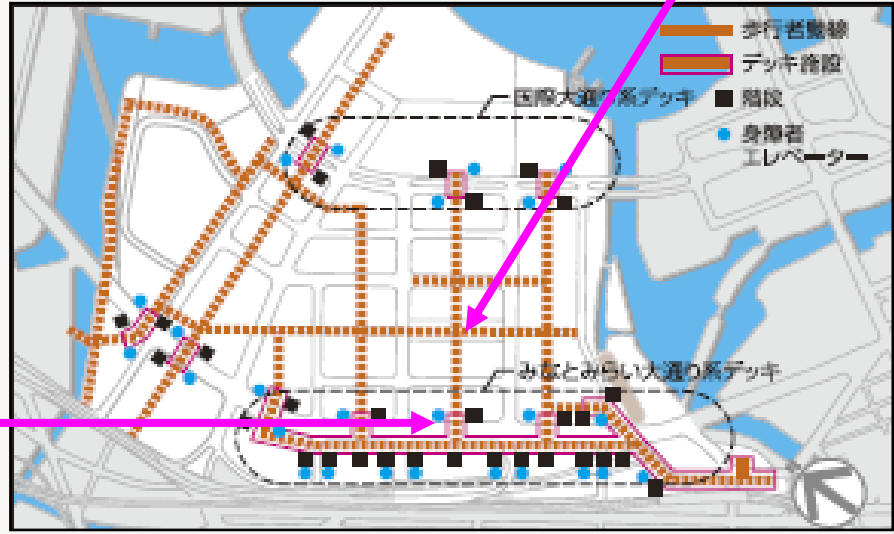 歩行者動線
デッキ施設
国際大通り系デッキ
階段
身障者
エレベーター
みなとみらい大通り系デッキ